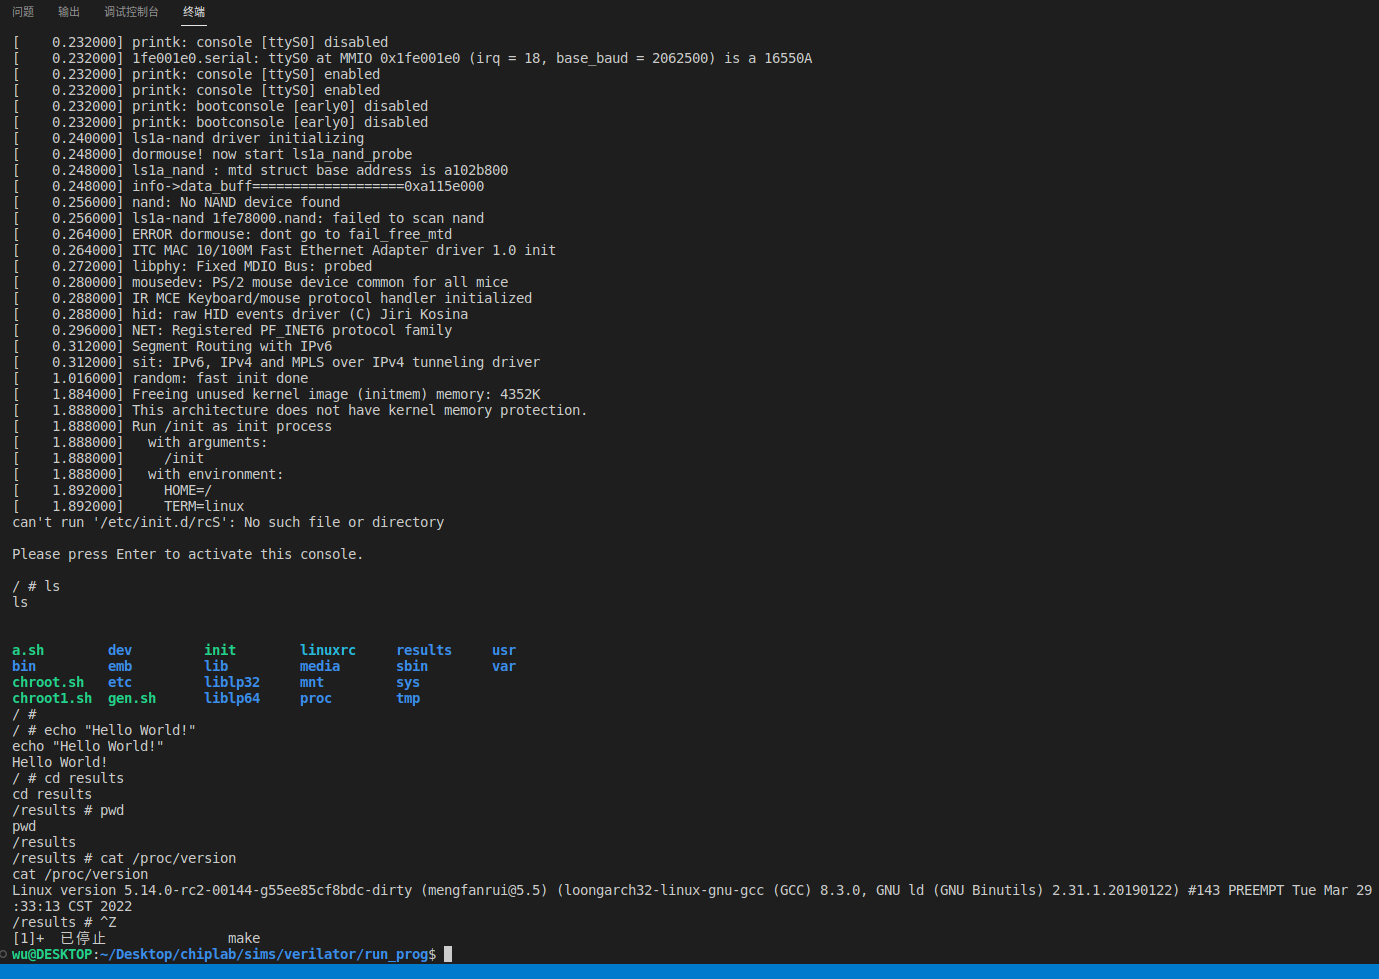 问题 输出 调试控制台 终端
[    0.232000] printk: console [ttyS0] disabled
[    0.232000] 1fe001e0.serial: ttyS0 at MMIO 0x1fe001e0 (irq = 18, base_baud = 2062500) is a 16550A
[    0.232000] printk: console [ttyS0] enabled
[    0.232000] printk: console [ttyS0] enabled
[    0.232000] printk: bootconsole [early0] disabled
[    0.232000] printk: bootconsole [early0] disabled
[    0.240000] ls1a-nand driver initializing
[    0.248000] dormouse! now start ls1a_nand_probe
[    0.248000] ls1a_nand : mtd struct base address is a102b800
[    0.248000] info->data_buff===================0xa115e000
[    0.256000] nand: No NAND device found
[    0.256000] ls1a-nand 1fe78000.nand: failed to scan nand
[    0.264000] ERROR dormouse: dont go to fail_free_mtd
[    0.264000] ITC MAC 10/100M Fast Ethernet Adapter driver 1.0 init
[    0.272000] libphy: Fixed MDIO Bus: probed
[    0.280000] mousedev: PS/2 mouse device common for all mice
[    0.288000] IR MCE Keyboard/mouse protocol handler initialized
[    0.288000] hid: raw HID events driver (C) Jiri Kosina
[    0.296000] NET: Registered PF_INET6 protocol family
[    0.312000] Segment Routing with IPv6
[    0.312000] sit: IPv6, IPv4 and MPLS over IPv4 tunneling driver
[    1.016000] random: fast init done
[    1.884000] Freeing unused kernel image (initmem) memory: 4352K
[    1.888000] This architecture does not have kernel memory protection.
[    1.888000] Run /init as init process
[    1.888000]   with arguments:
[    1.888000]     /init
[    1.888000]   with environment:
[    1.892000]     HOME=/
[    1.892000]     TERM=linux
can't run '/etc/init.d/rcS': No such file or directory
Please press Enter to activate this console.
/ # ls
ls
a.sh        dev         init        linuxrc     results     usr
bin         emb         lib         media       sbin        var
chroot.sh   etc         liblp32     mnt         sys
chroot1.sh  gen.sh      liblp64     proc        tmp
/ #
/ # echo "Hello World!"
echo "Hello World!"
Hello World!
/ # cd results
cd results
/results # pwd
pwd
/results
/results # cat /proc/version
cat /proc/version
Linux version 5.14.0-rc2-00144-g55ee85cf8bdc-dirty (mengfanrui@5.5) (loongarch32-linux-gnu-gcc (GCC) 8.3.0, GNU ld (GNU Binutils) 2.31.1.20190122) #143 PREEMPT Tue Mar 29
:33:13 CST 2022
/results # ^Z
[1]+  已停止               make
wu@DESKTOP:~/Desktop/chiplab/sims/verilator/run_prog$